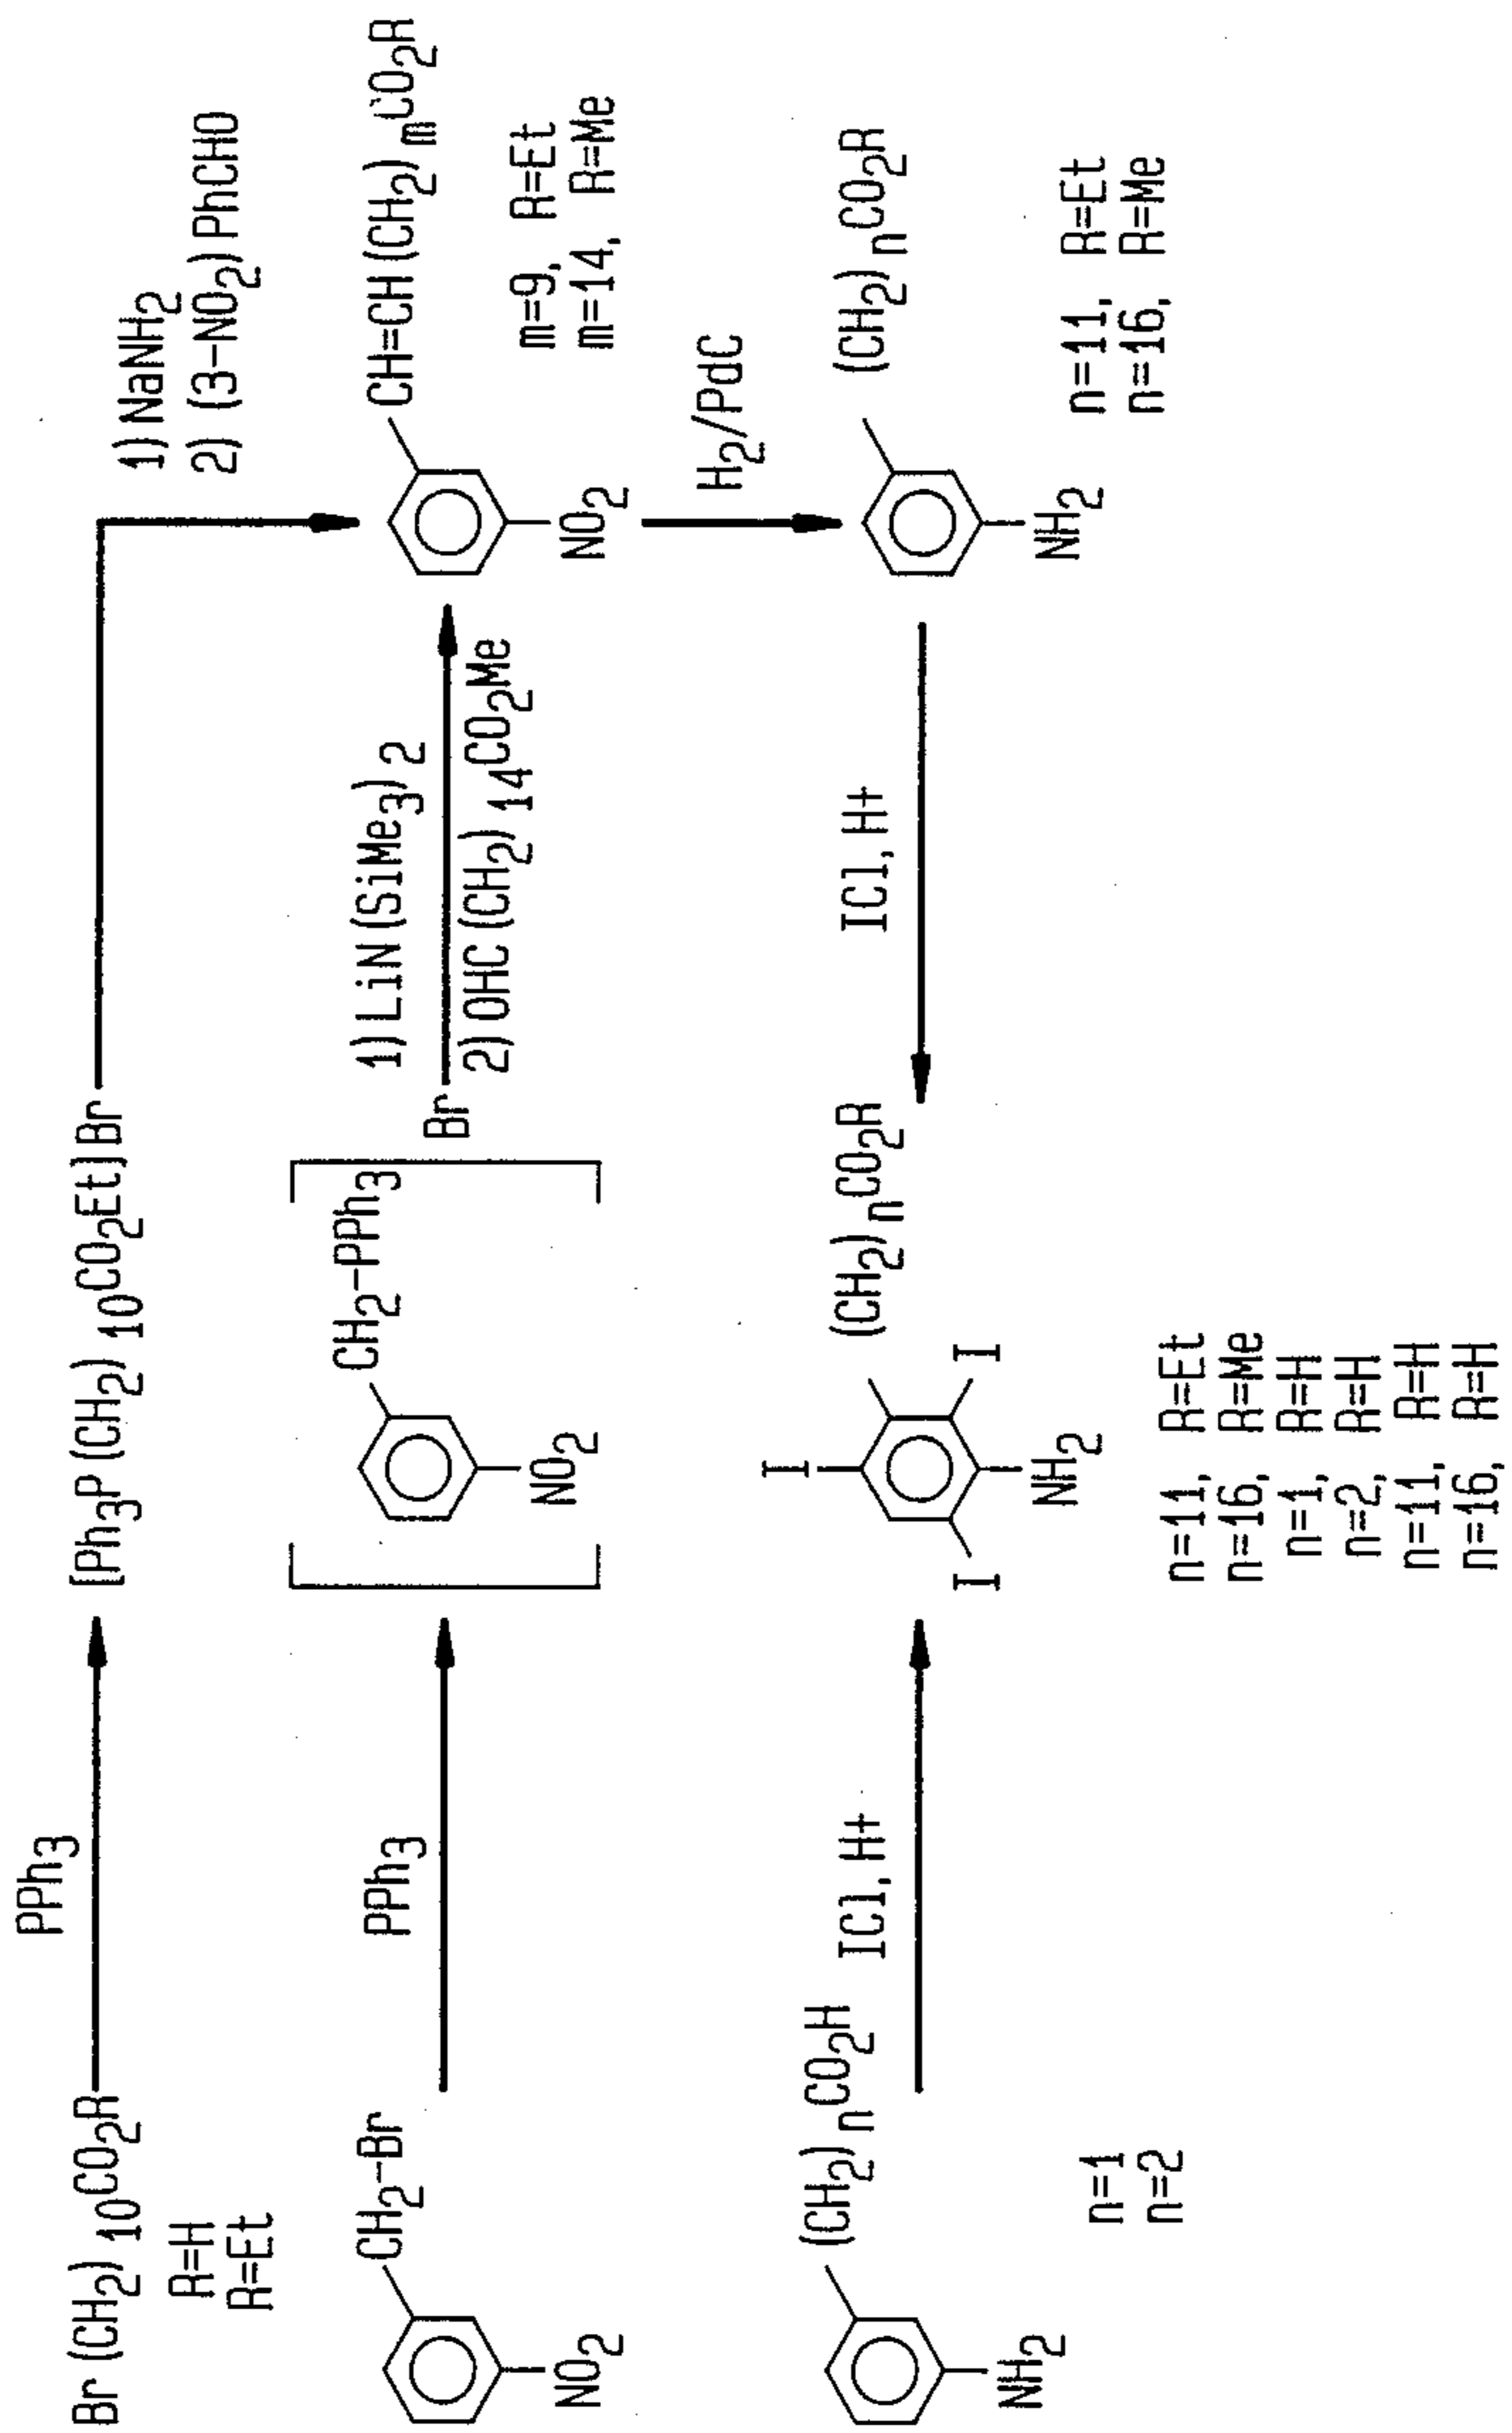 Br(CH2)10CO2R
R=H
R=Et
PPh3
[Ph3P(CH2)10CO2Et]Br
1) NaNH2
2) (3-NO2)PhCHO
CH2-Br
NO2
PPh3
CH2-PPh3
NO2
Br
1) LiN(SiMe3)2
2) OHC(CH2)14CO2Me
CH=CH(CH2)mCO2R
NO2
m=9, R=Et
m=14, R=Me
H2/PdC
(CH2)nCO2H
NH2
n=1
n=2
ICl, H+
(CH2)nCO2R
I
I
I
NH2
n=11, R=Et
n=16, R=Me
n=1, R=H
n=2, R=H
n=11, R=H
n=16, R=H
ICl, H+
(CH2)nCO2R
NH2
n=11, R=Et
n=16, R=Me